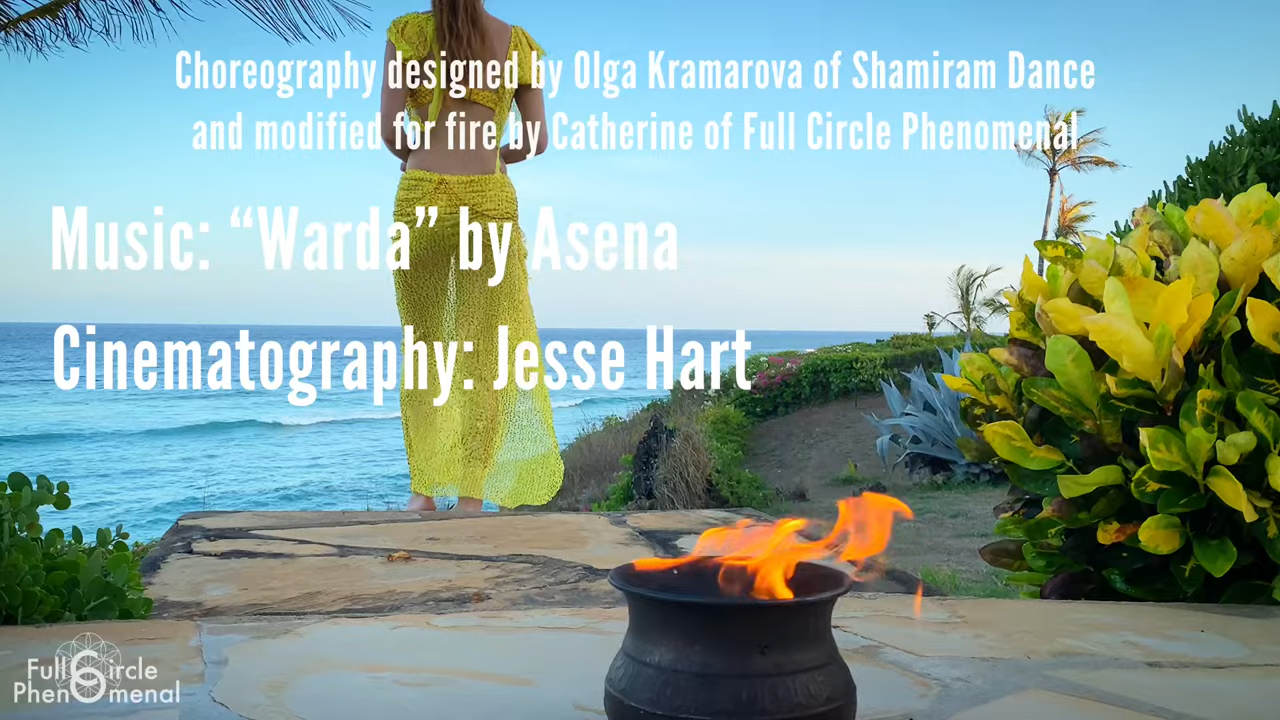 Choreography designed by Olga Kramarova of Shamiram Dance
and modified for fire by Catherine of Full Circle Phenomenal
Music: “Warda” by Asena
Cinematography: Jesse Hart
Full Circle
Phenomenal